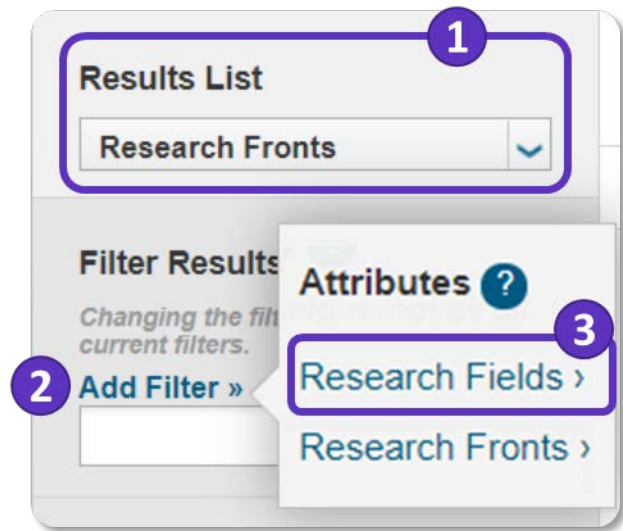 1
Results List
Research Fronts
Filter Results
Attributes ?
Changing the
current filters.
3
2
Add Filter »
Research Fields ›
Research Fronts ›